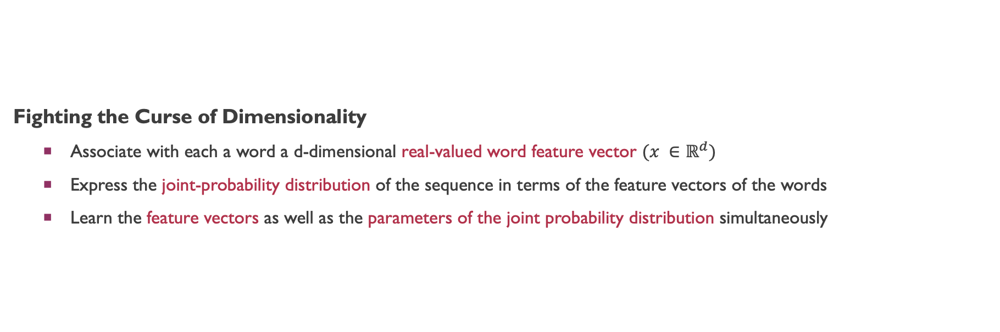 Fighting the Curse of Dimensionality
▪ Associate with each a word a d-dimensional real-valued word feature vector (𝑥 ∈ ℝᵈ)
▪ Express the joint-probability distribution of the sequence in terms of the feature vectors of the words
▪ Learn the feature vectors as well as the parameters of the joint probability distribution simultaneously